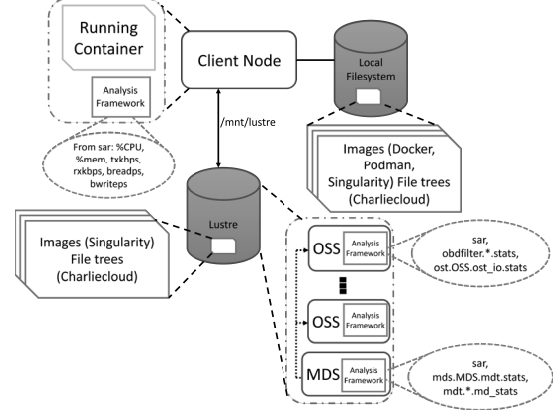 Running
Container
Analysis
Framework
From sar: %CPU,
%mem, txkbps,
rxkbps, breadps,
bwriteps
Client Node
/mnt/lustre
Local
Filesystem
Images (Docker,
Podman,
Singularity) File trees
(Charliecloud)
Lustre
Images (Singularity)
File trees
(Charliecloud)
OSS
Analysis
Framework
sar,
obdfilter.*.stats,
ost.OSS.ost_io.stats
OSS
Analysis
Framework
MDS
Analysis
Framework
sar,
mds.MDS.mdt.stats,
mdt.*.md_stats